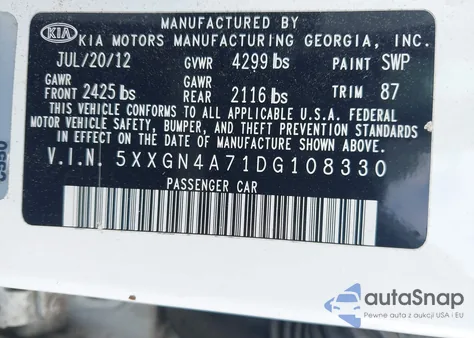 MANUFACTURED BY
KIA KIA MOTORS MANUFACTURING GEORGIA, INC.
JUL/20/12 GVWR 4299 lbs PAINT SWP
GAWR FRONT 2425 lbs GAWR REAR 2116 lbs TRIM 87
THIS VEHICLE CONFORMS TO ALL APPLICABLE U.S.A. FEDERAL
MOTOR VEHICLE SAFETY, BUMPER, AND THEFT PREVENTION
STANDARDS IN EFFECT ON THE DATE OF MANUFACTURE SHOWN
ABOVE.
V.I.N. 5XXGN4A71DG108330
PASSENGER CAR
autoSnap
Pewne auta z aukcji USA i EU